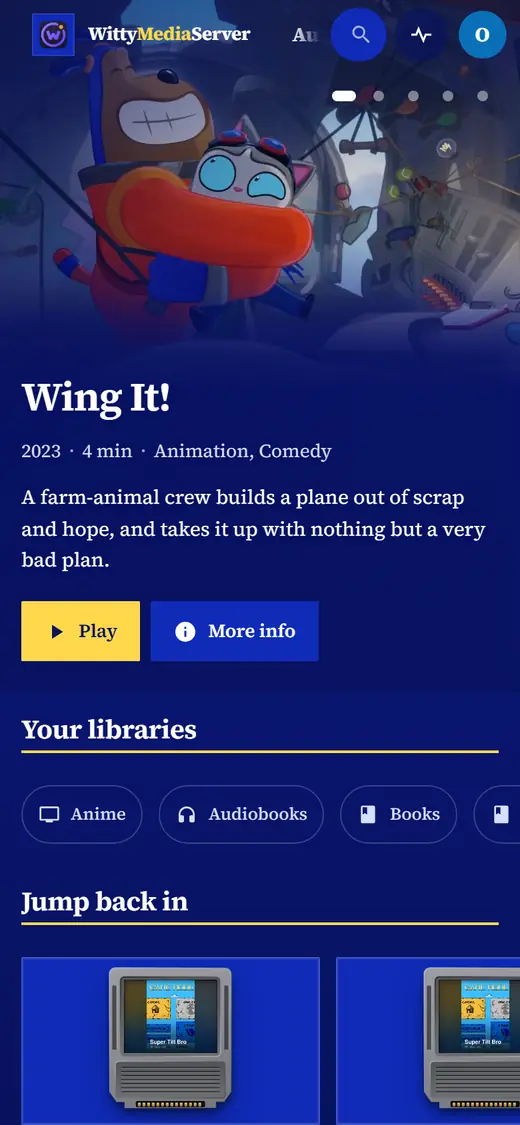 WittyMediaServer
Au
O
Wing It!
2023 · 4 min · Animation, Comedy
A farm-animal crew builds a plane out of scrap
and hope, and takes it up with nothing but a very
bad plan.
Play
More info
Your libraries
Anime
Audiobooks
Books
Jump back in
Super Tilt Bro
Super Tilt Bro